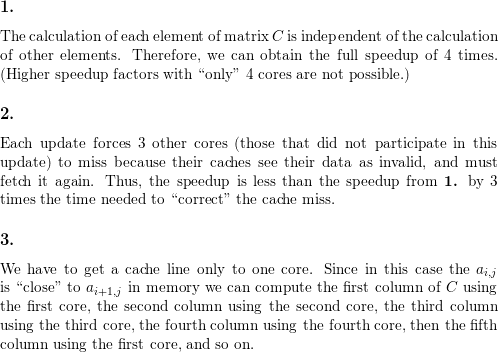 1.
The calculation of each element of matrix C is independent of the calculation
of other elements. Therefore, we can obtain the full speedup of 4 times.
(Higher speedup factors with “only” 4 cores are not possible.)
2.
Each update forces 3 other cores (those that did not participate in this
update) to miss because their caches see their data as invalid, and must
fetch it again. Thus, the speedup is less than the speedup from 1. by 3
times the time needed to “correct” the cache miss.
3.
We have to get a cache line only to one core. Since in this case the a_{i,j}
is “close” to a_{i+1,j} in memory we can compute the first column of C using
the first core, the second column using the second core, the third column
using the third core, the fourth column using the fourth core, then the fifth
column using the first core, and so on.